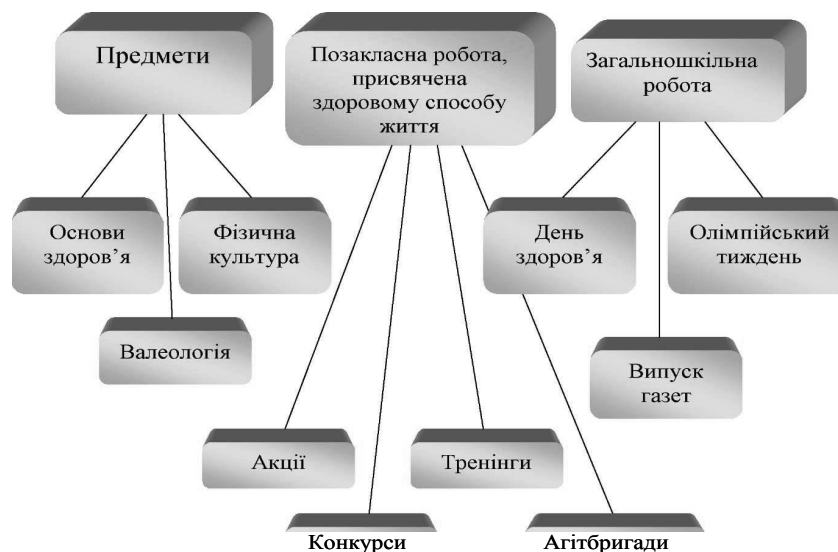 Предмети
Позакласна робота,
присвячена
здоровому способу
життя
Загальношкільна
робота
Основи
здоров’я
Фізична
культура
День
здоров’я
Олімпійський
тиждень
Валеологія
Випуск
газет
Акції
Тренінги
Конкурси
Агітбригади